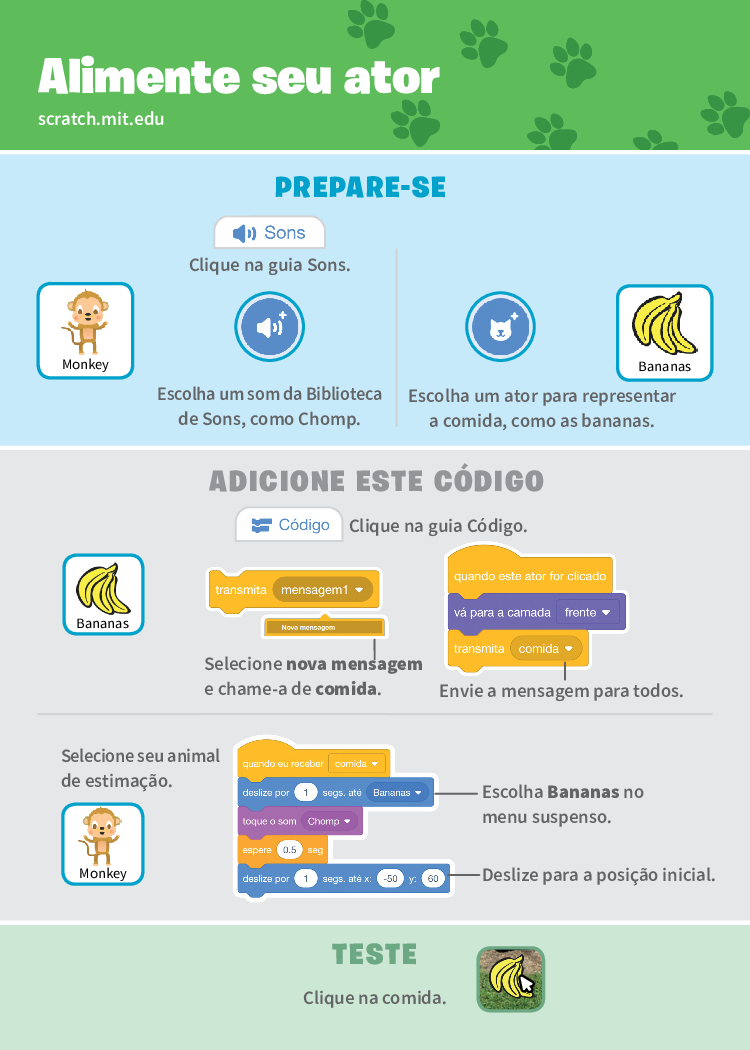 Alimente seu ator
scratch.mit.edu
PREPARE-SE
Sons
Clique na guia Sons.
Monkey
Escolha um som da Biblioteca
de Sons, como Chomp.
Bananas
Escolha um ator para representar
a comida, como as bananas.
ADICIONE ESTE CÓDIGO
Código
Clique na guia Código.
Bananas
transmita mensagem1
Nova mensagem
Selecione nova mensagem
e chame-a de comida.
quando este ator for clicado
vá para a camada frente
transmita comida
Envie a mensagem para todos.
Selecione seu animal
de estimação.
Monkey
quando eu receber comida
deslize por 1 segs. até Bananas
toque o som Chomp
espere 0.5 seg
deslize por 1 segs. até x: -50 y: 60
Escolha Bananas no
menu suspenso.
Deslize para a posição inicial.
TESTE
Clique na comida.